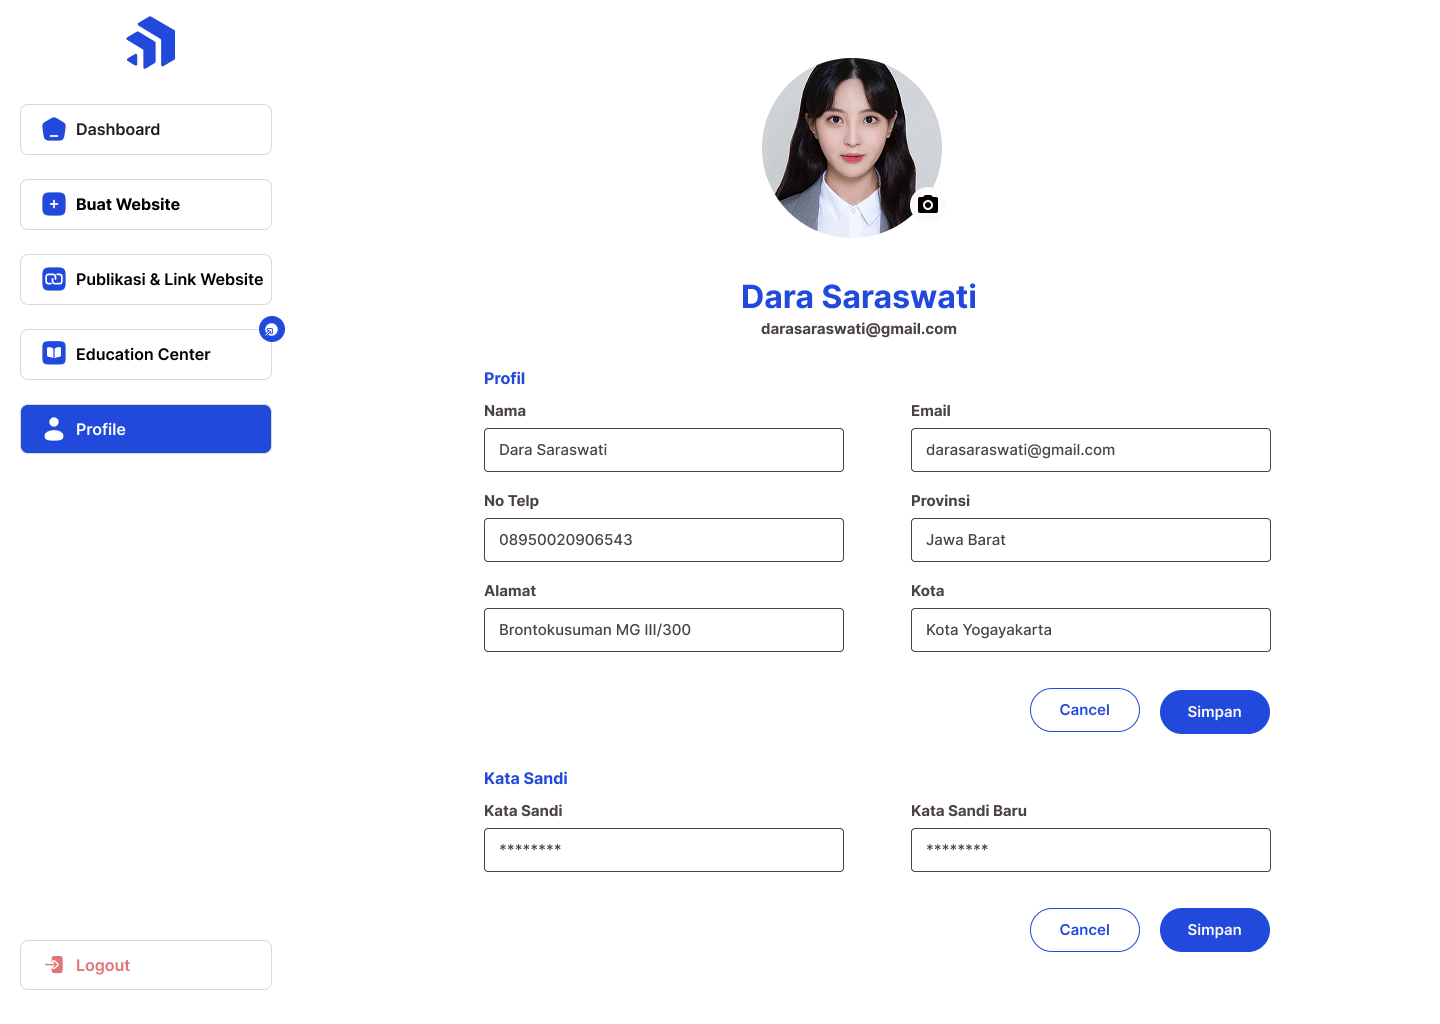 Dashboard
Buat Website
Publikasi & Link Website
Education Center
Profile
Logout
Dara Saraswati
darasaraswati@gmail.com
Profil
Nama
Email
Dara Saraswati
darasaraswati@gmail.com
No Telp
Provinsi
08950020906543
Jawa Barat
Alamat
Kota
Brontokusuman MG III/300
Kota Yogayakarta
Cancel
Simpan
Kata Sandi
Kata Sandi
Kata Sandi Baru
********
********
Cancel
Simpan